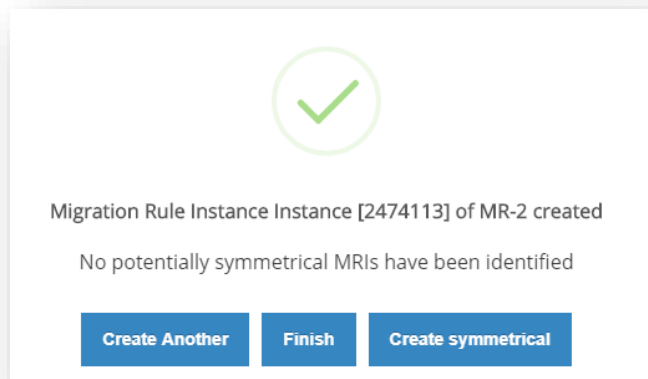 Migration Rule Instance Instance [2474113] of MR-2 created
No potentially symmetrical MRIs have been identified
Create Another Finish Create symmetrical